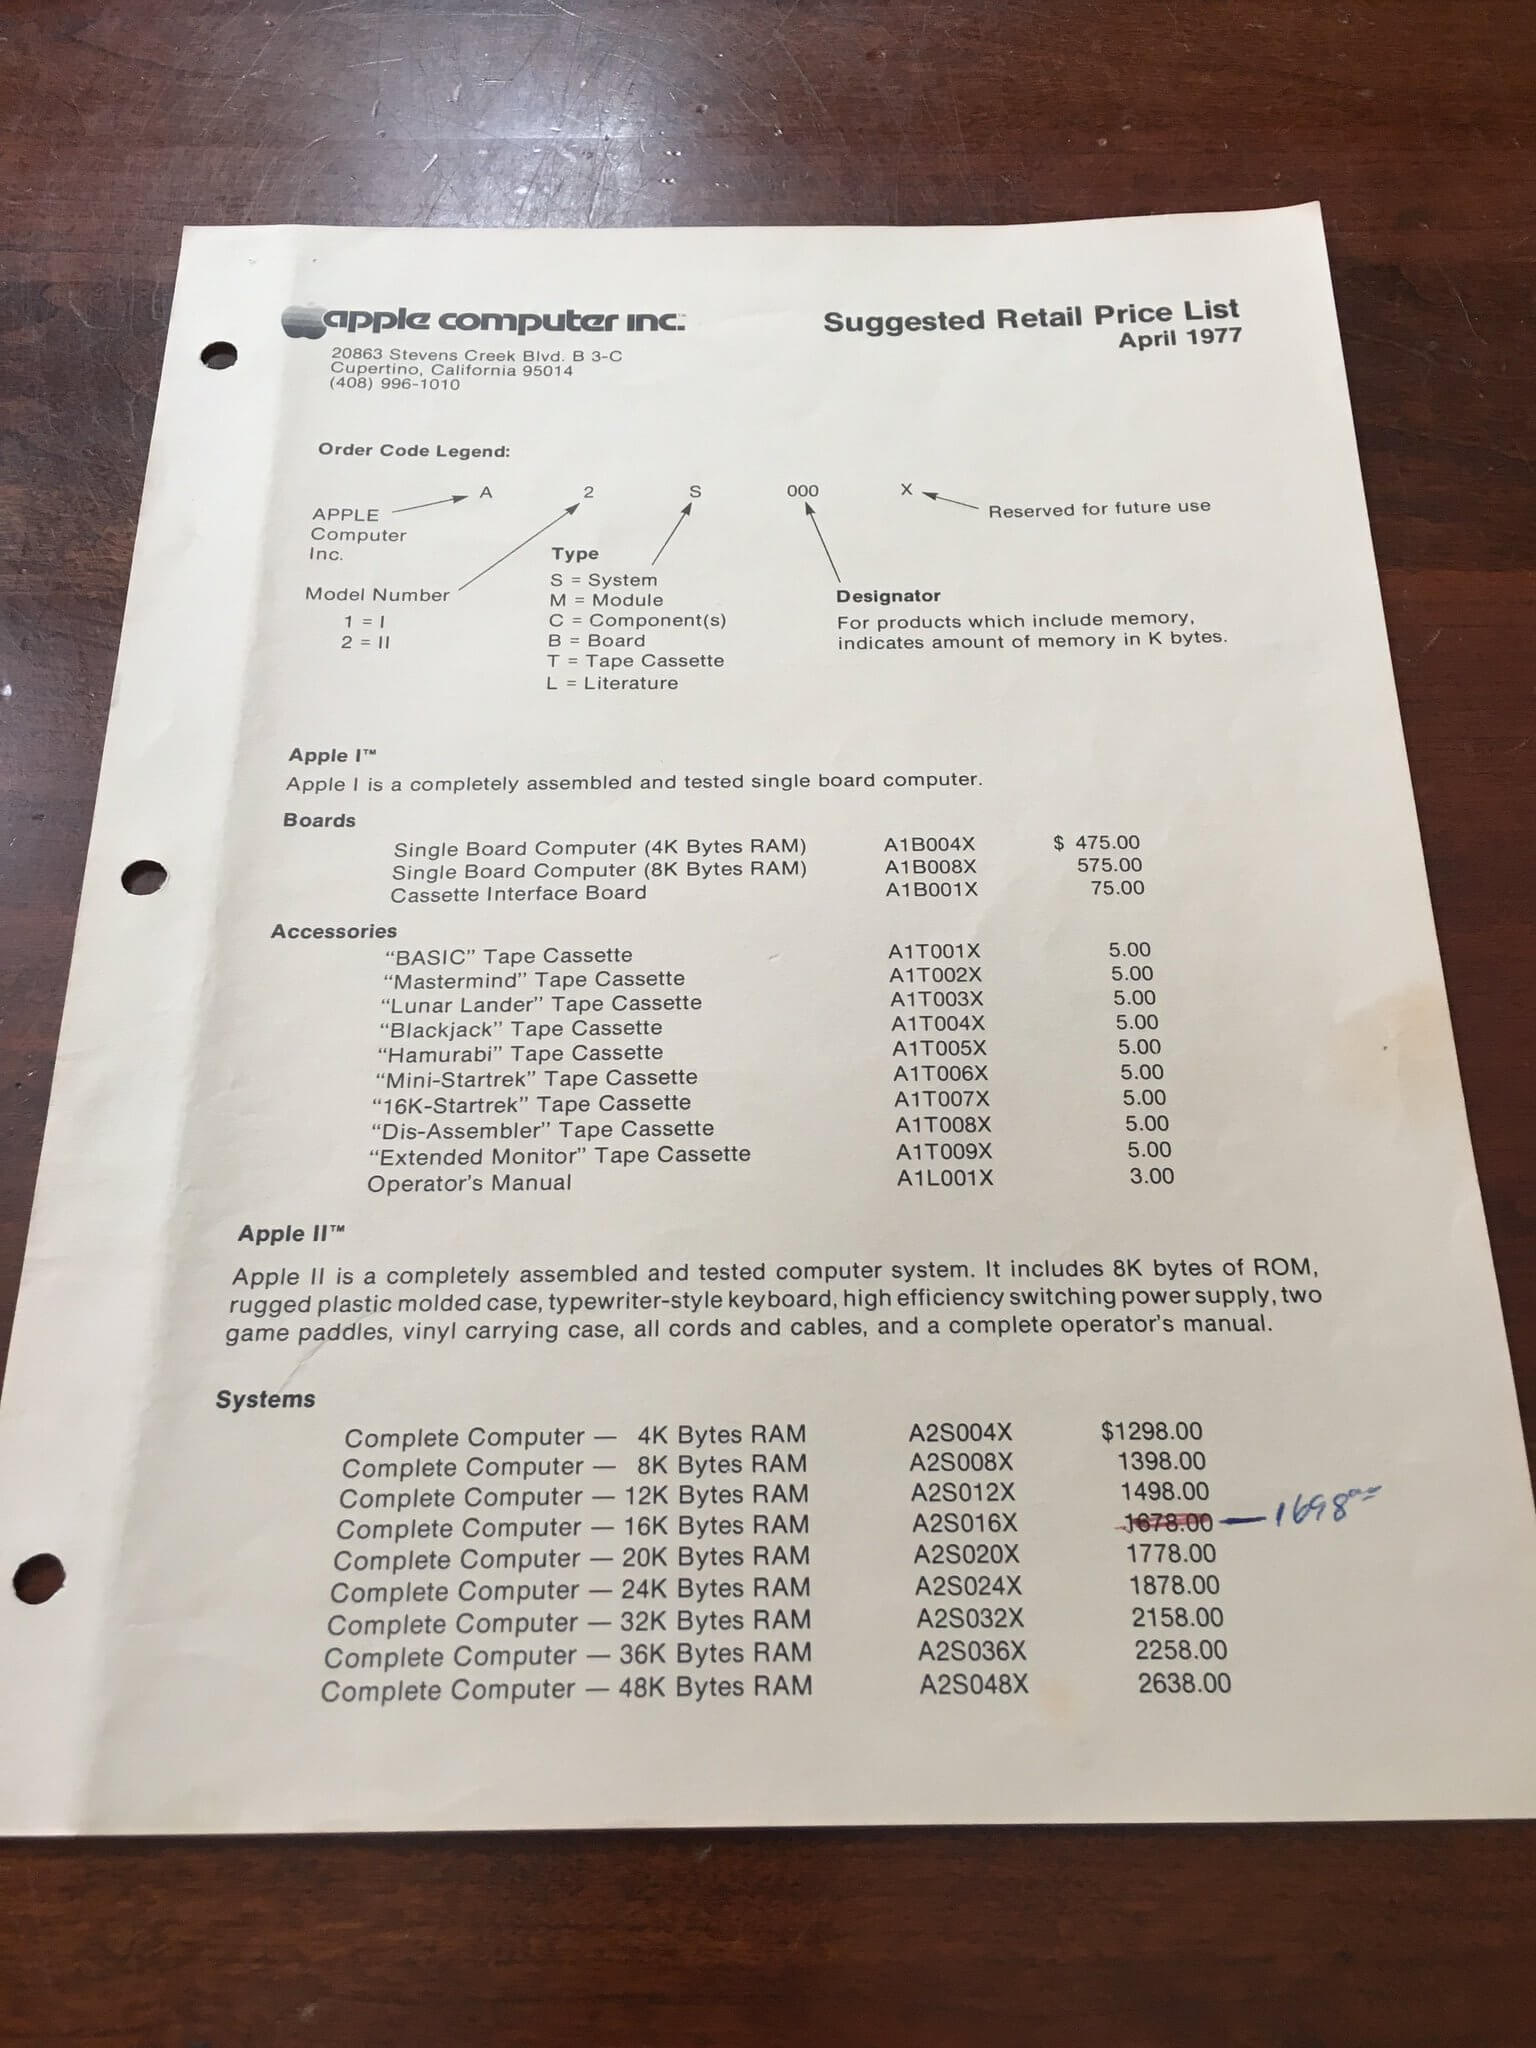 apple computer inc.™
Suggested Retail Price List
April 1977
20863 Stevens Creek Blvd. B 3-C
Cupertino, California 95014
(408) 996-1010
Order Code Legend:
A 2 S 000 X
APPLE
Computer
Inc.
Reserved for future use
Model Number
1 = I
2 = II
Type
S = System
M = Module
C = Component(s)
B = Board
T = Tape Cassette
L = Literature
Designator
For products which include memory,
indicates amount of memory in K bytes.
Apple I™
Apple I is a completely assembled and tested single board computer.
Boards
Single Board Computer (4K Bytes RAM) A1B004X $ 475.00
Single Board Computer (8K Bytes RAM) A1B008X 575.00
Cassette Interface Board A1B001X 75.00
Accessories
“BASIC” Tape Cassette A1T001X 5.00
“Mastermind” Tape Cassette A1T002X 5.00
“Lunar Lander” Tape Cassette A1T003X 5.00
“Blackjack” Tape Cassette A1T004X 5.00
“Hamurabi” Tape Cassette A1T005X 5.00
“Mini-Startrek” Tape Cassette A1T006X 5.00
“16K-Startrek” Tape Cassette A1T007X 5.00
“Dis-Assembler” Tape Cassette A1T008X 5.00
“Extended Monitor” Tape Cassette A1T009X 5.00
Operator’s Manual A1L001X 3.00
Apple II™
Apple II is a completely assembled and tested computer system. It includes 8K bytes of ROM,
rugged plastic molded case, typewriter-style keyboard, high efficiency switching power supply, two
game paddles, vinyl carrying case, all cords and cables, and a complete operator’s manual.
Systems
Complete Computer — 4K Bytes RAM A2S004X $1298.00
Complete Computer — 8K Bytes RAM A2S008X 1398.00
Complete Computer — 12K Bytes RAM A2S012X 1498.00
Complete Computer — 16K Bytes RAM A2S016X 1678.00 — 1698⁰⁰
Complete Computer — 20K Bytes RAM A2S020X 1778.00
Complete Computer — 24K Bytes RAM A2S024X 1878.00
Complete Computer — 32K Bytes RAM A2S032X 2158.00
Complete Computer — 36K Bytes RAM A2S036X 2258.00
Complete Computer — 48K Bytes RAM A2S048X 2638.00